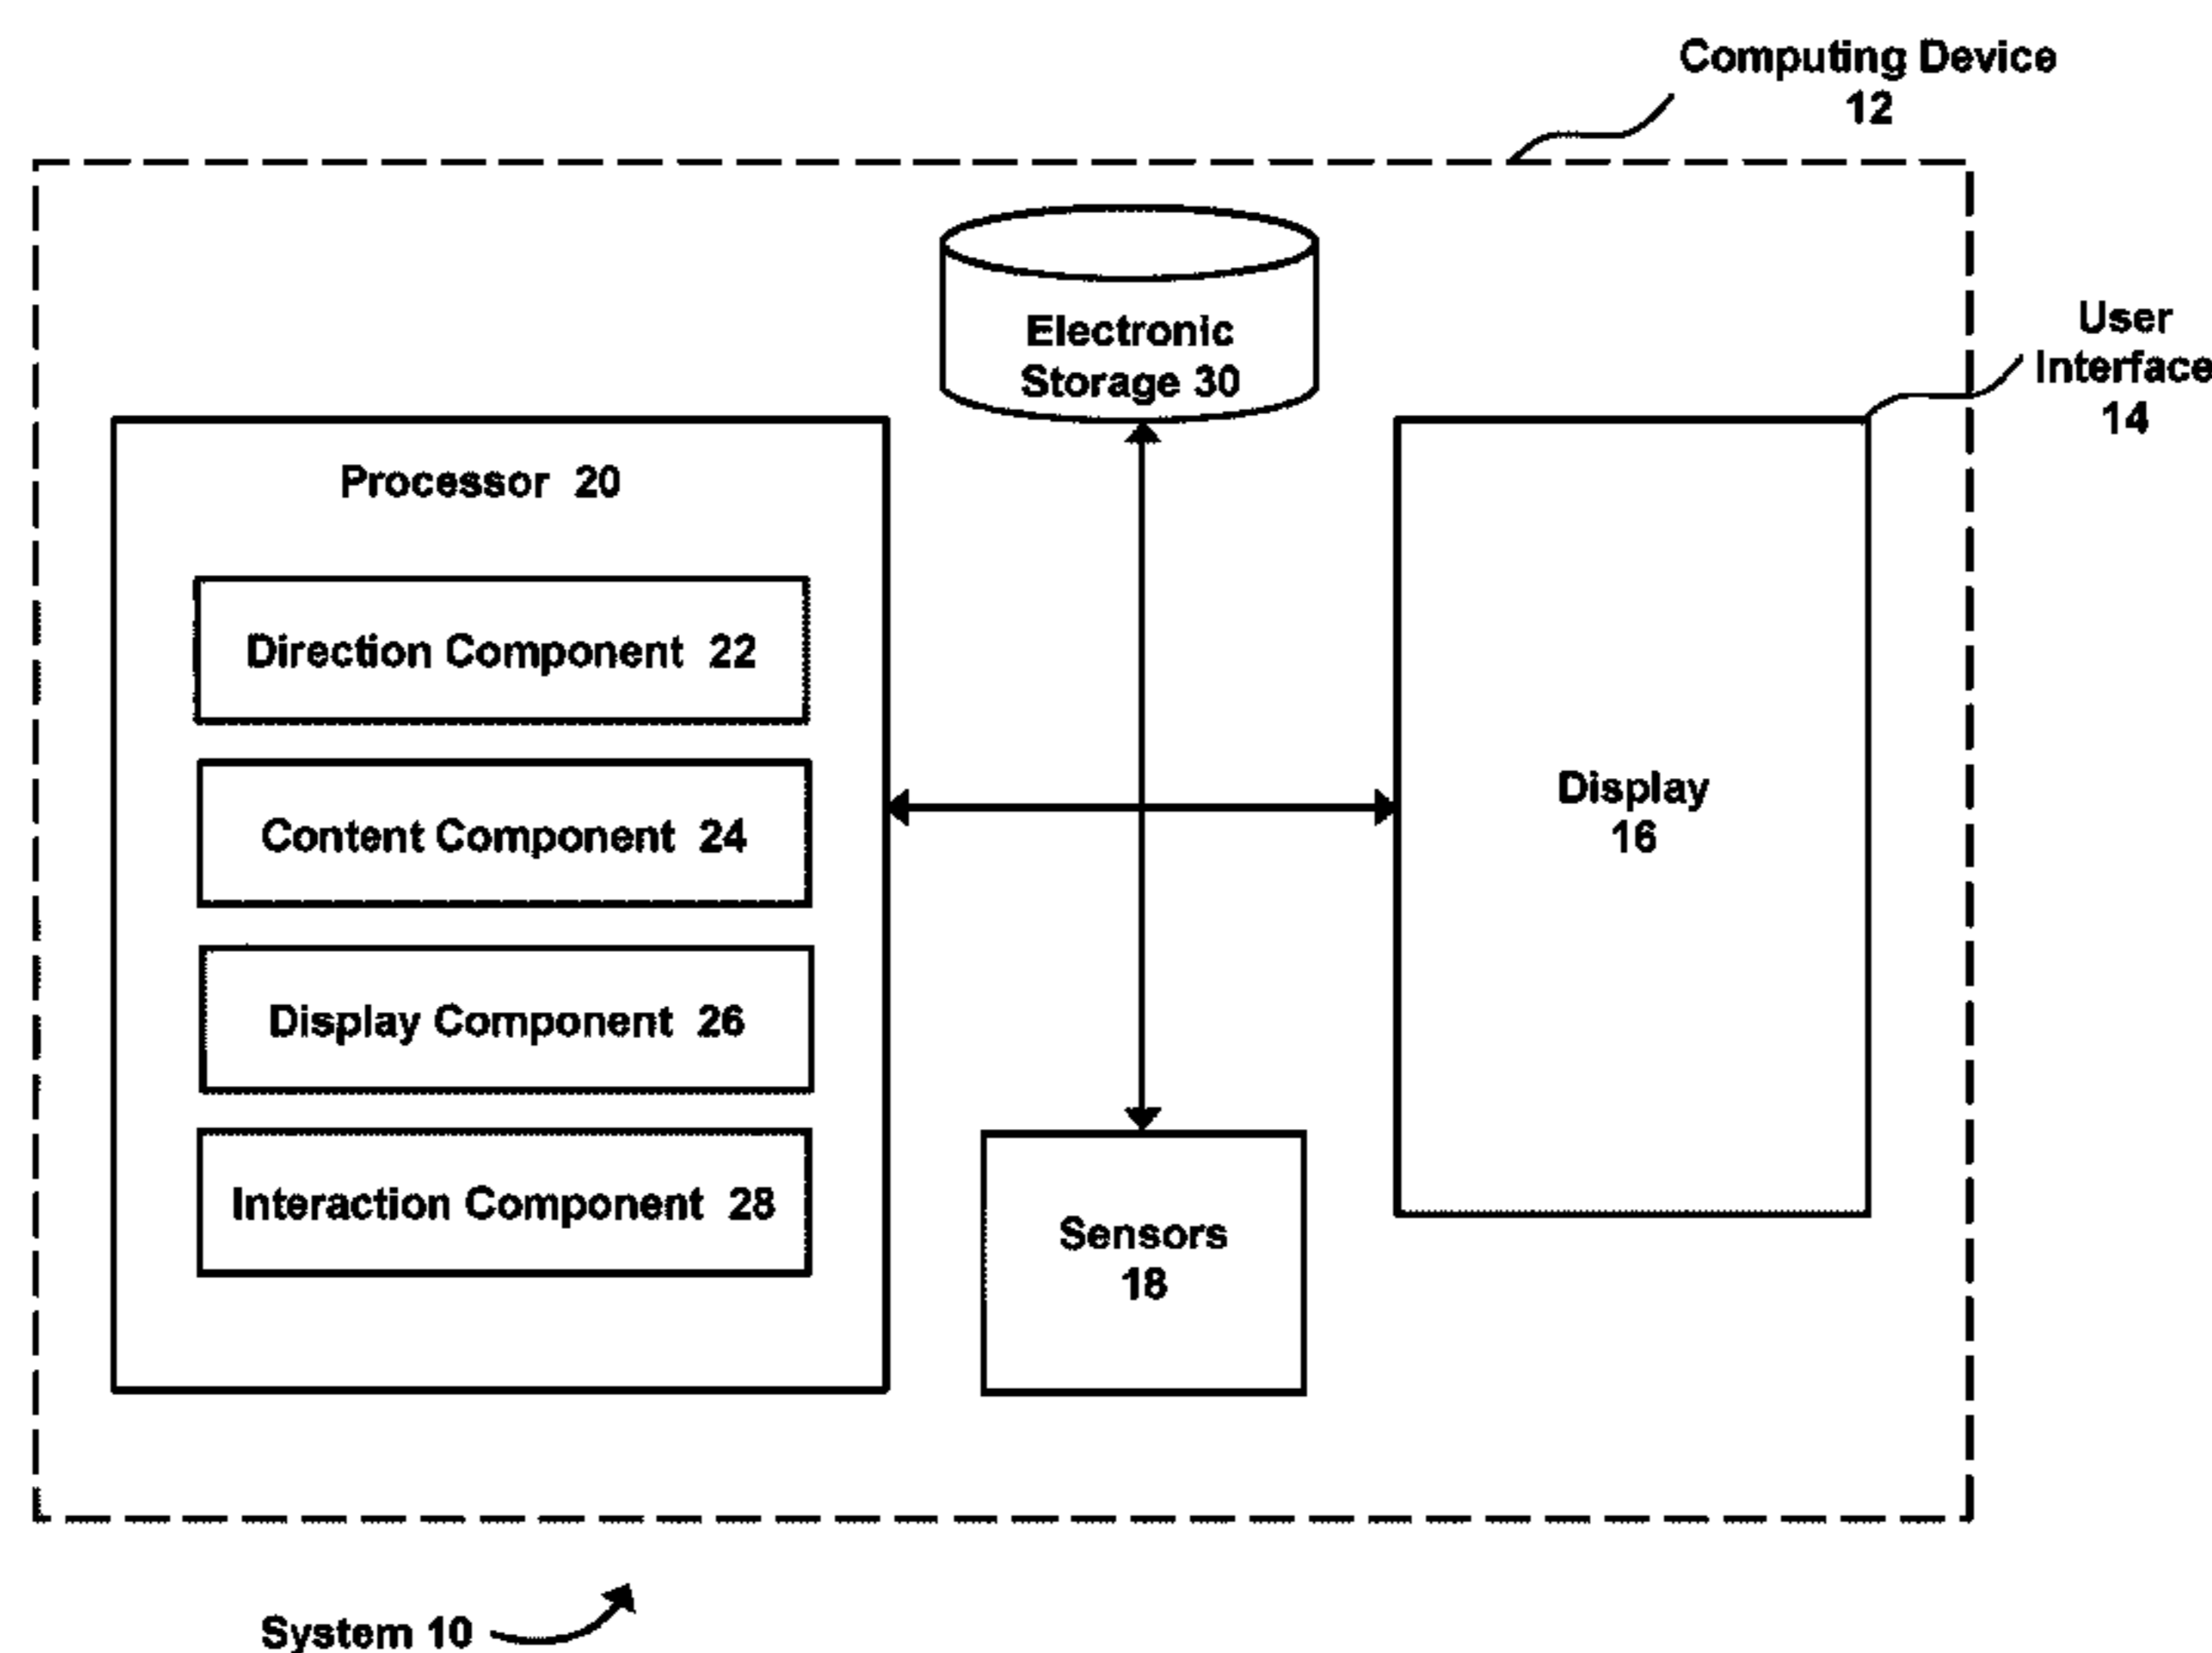 Computing Device
12
Electronic
Storage 30
User
Interface
14
Processor 20
Direction Component 22
Content Component 24
Display Component 26
Interaction Component 28
Display
16
Sensors
18
System 10